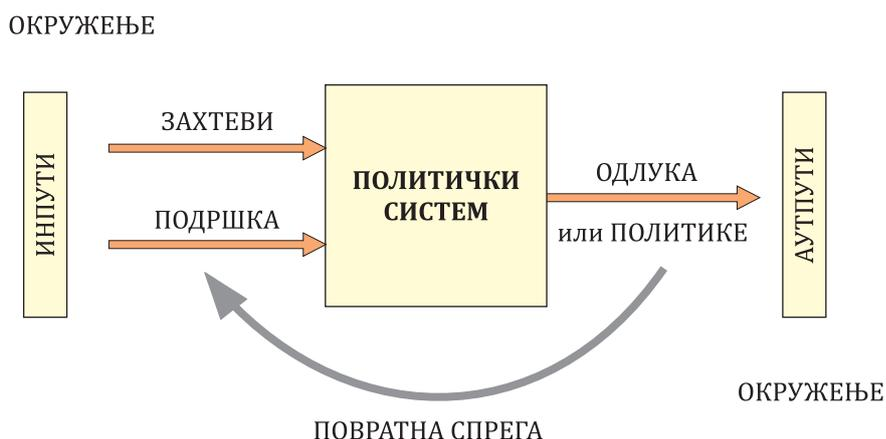 ОКРУЖЕЊЕ
ИНПУТИ
ЗАХТЕВИ
ПОДРШКА
ПОЛИТИЧКИ
СИСТЕМ
ОДЛУКА
или ПОЛИТИКЕ
АУТПУТИ
ОКРУЖЕЊЕ
ПОВРАТНА СПРЕГА